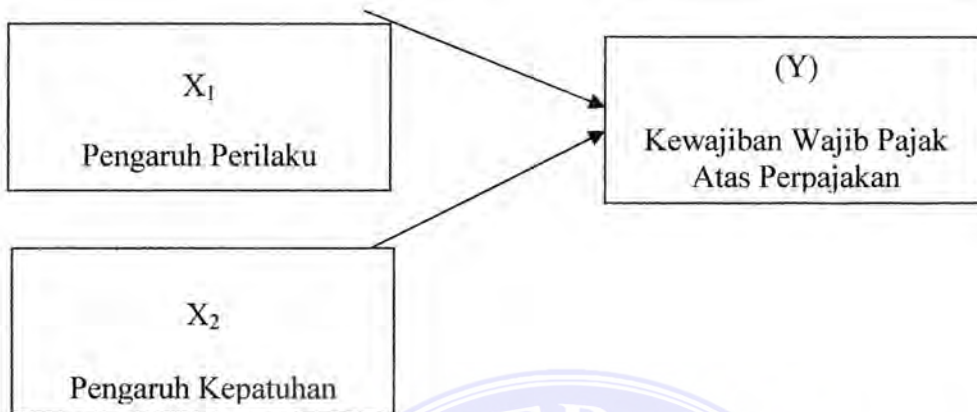 X₁
Pengaruh Perilaku
(Y)
Kewajiban Wajib Pajak
Atas Perpajakan
X₂
Pengaruh Kepatuhan